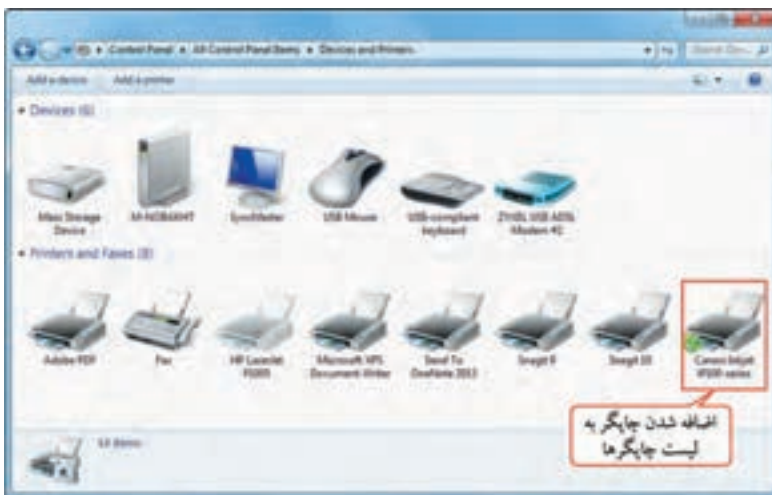 Control Panel ▸ All Control Panel Items ▸ Devices and Printers
Add a device Add a printer
Devices (6)
Mass Storage Device
M-NOBAKHT
SyncMaster
USB Mouse
USB-compliant keyboard
ZyXEL USB ADSL Modem
Printers and Faxes (8)
Adobe PDF
Fax
HP LaserJet
Microsoft XPS Document Writer
Send To OneNote 2013
Snagit 9
Snagit 10
Canon Inkjet series
اضافه شدن چاپگر به
لیست چاپگرها
items